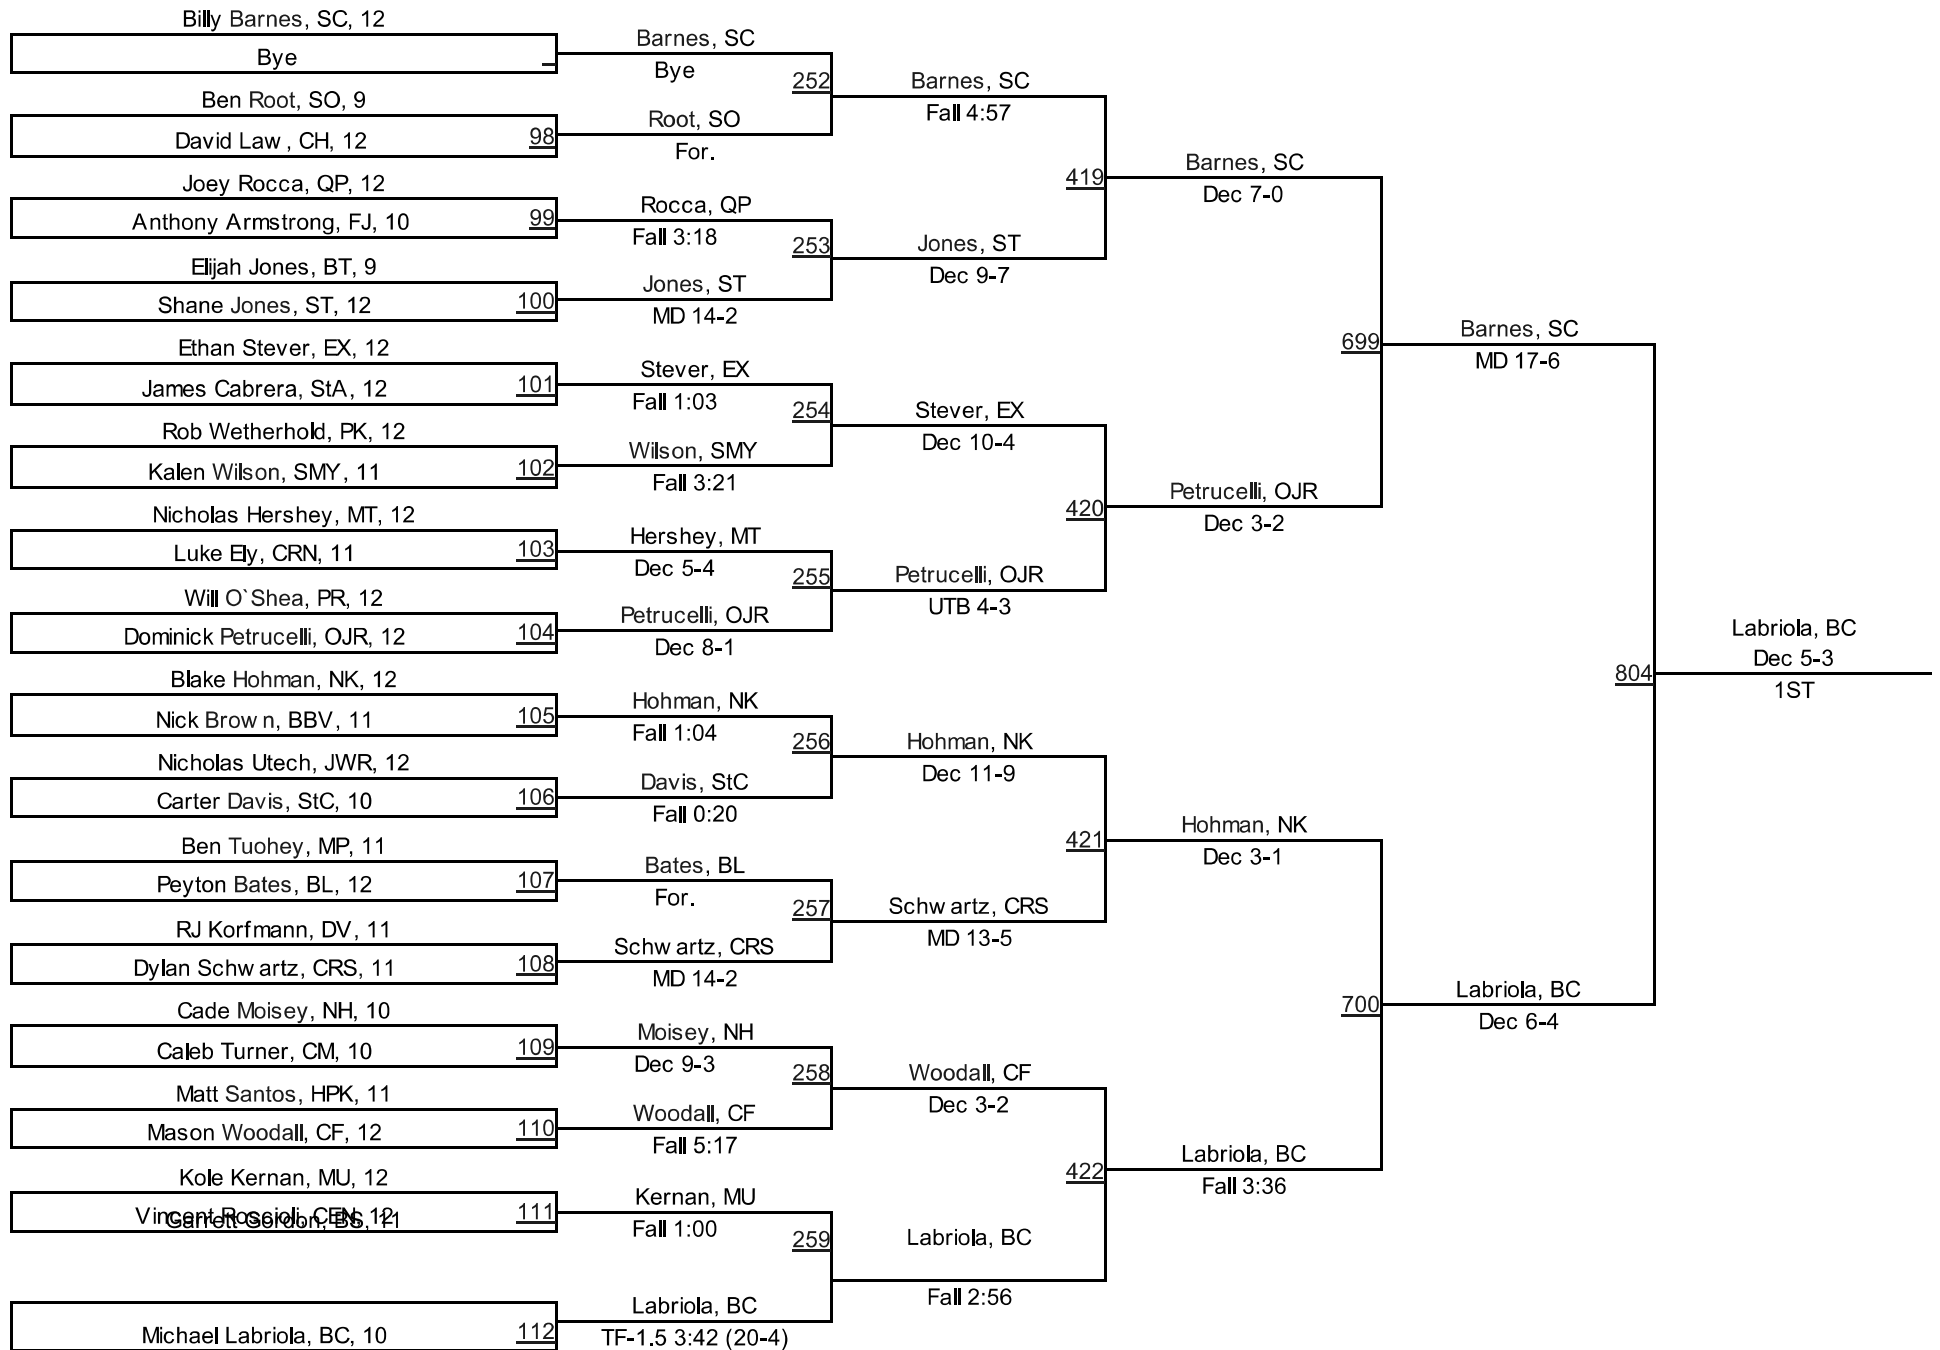 Billy Barnes, SC, 12
Bye
Ben Root, SO, 9
David Law, CH, 12
98
Joey Rocca, QP, 12
Anthony Armstrong, FJ, 10
99
Elijah Jones, BT, 9
Shane Jones, ST, 12
100
Ethan Stever, EX, 12
James Cabrera, StA, 12
101
Rob Wetherhold, PK, 12
Kalen Wilson, SMY, 11
102
Nicholas Hershey, MT, 12
Luke Ely, CRN, 11
103
Will O`Shea, PR, 12
Dominick Petrucelli, OJR, 12
104
Blake Hohman, NK, 12
Nick Brown, BBV, 11
105
Nicholas Utech, JWR, 12
Carter Davis, StC, 10
106
Ben Tuohey, MP, 11
Peyton Bates, BL, 12
107
RJ Korfmann, DV, 11
Dylan Schwartz, CRS, 11
108
Cade Moisey, NH, 10
Caleb Turner, CM, 10
109
Matt Santos, HPK, 11
Mason Woodall, CF, 12
110
Kole Kernan, MU, 12
Vincent Roscioli, CEN, 12
Garrett Gordon, BS, 11
111
Michael Labriola, BC, 10
112
Barnes, SC
Bye
252
Root, SO
For.
Rocca, QP
Fall 3:18
253
Jones, ST
MD 14-2
Stever, EX
Fall 1:03
254
Wilson, SMY
Fall 3:21
Hershey, MT
Dec 5-4
255
Petrucelli, OJR
Dec 8-1
Hohman, NK
Fall 1:04
256
Davis, StC
Fall 0:20
Bates, BL
For.
257
Schwartz, CRS
MD 14-2
Moisey, NH
Dec 9-3
258
Woodall, CF
Fall 5:17
Kernan, MU
Fall 1:00
259
Labriola, BC
TF-1.5 3:42 (20-4)
Barnes, SC
Fall 4:57
419
Jones, ST
Dec 9-7
Stever, EX
Dec 10-4
420
Petrucelli, OJR
UTB 4-3
Hohman, NK
Dec 11-9
421
Schwartz, CRS
MD 13-5
Woodall, CF
Dec 3-2
422
Labriola, BC
Fall 2:56
Barnes, SC
Dec 7-0
699
Petrucelli, OJR
Dec 3-2
Hohman, NK
Dec 3-1
700
Labriola, BC
Fall 3:36
Barnes, SC
MD 17-6
804
Labriola, BC
Dec 6-4
Labriola, BC
Dec 5-3
1ST